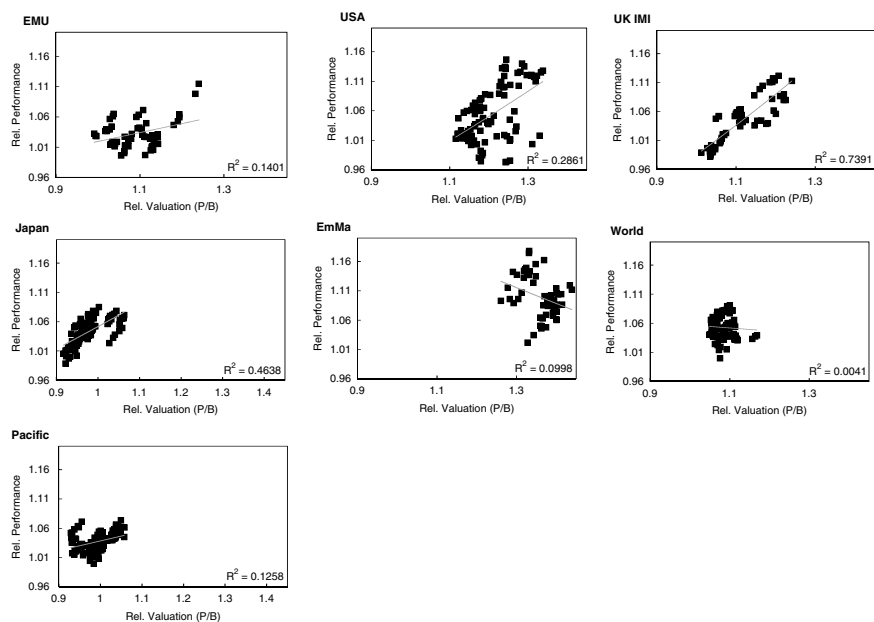 EMU
Rel. Performance
1.16
1.11
1.06
1.01
0.96
R² = 0.1401
0.9 1.1 1.3
Rel. Valuation (P/B)
USA
Rel. Performance
1.16
1.11
1.06
1.01
0.96
R² = 0.2861
0.9 1.1 1.3
Rel. Valuation (P/B)
UK IMI
Rel. Performance
1.16
1.11
1.06
1.01
0.96
R² = 0.7391
0.9 1.1 1.3
Rel. Valuation (P/B)
Japan
Rel. Performance
1.16
1.11
1.06
1.01
0.96
R² = 0.4638
0.9 1 1.1 1.2 1.3 1.4
Rel. Valuation (P/B)
EmMa
Rel. Performance
1.16
1.11
1.06
1.01
0.96
R² = 0.0998
0.9 1.1 1.3
Rel. Valuation (P/B)
World
Rel. Performance
1.16
1.11
1.06
1.01
0.96
R² = 0.0041
0.9 1.1 1.3
Rel. Valuation (P/B)
Pacific
Rel. Performance
1.16
1.11
1.06
1.01
0.96
R² = 0.1258
0.9 1 1.1 1.2 1.3 1.4
Rel. Valuation (P/B)